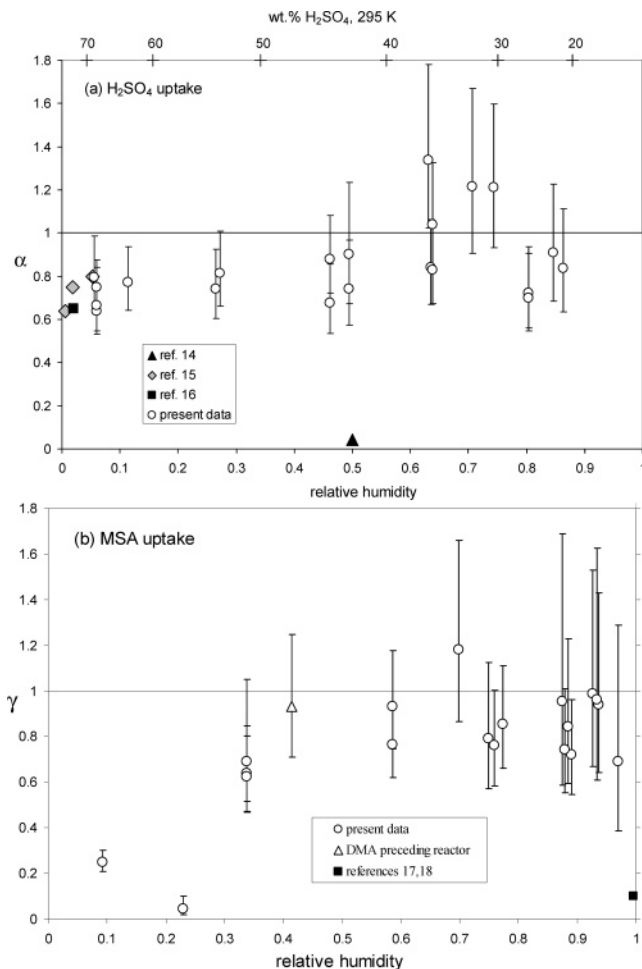 wt.% H₂SO₄, 295 K
70 60 50 40 30 20
(a) H₂SO₄ uptake
1.8
1.6
1.4
1.2
1
0.8
0.6
0.4
0.2
0
α
ref. 14
ref. 15
ref. 16
present data
0 0.1 0.2 0.3 0.4 0.5 0.6 0.7 0.8 0.9 1
relative humidity
(b) MSA uptake
1.8
1.6
1.4
1.2
1
0.8
0.6
0.4
0.2
0
γ
present data
DMA preceding reactor
references 17,18
0 0.1 0.2 0.3 0.4 0.5 0.6 0.7 0.8 0.9 1
relative humidity